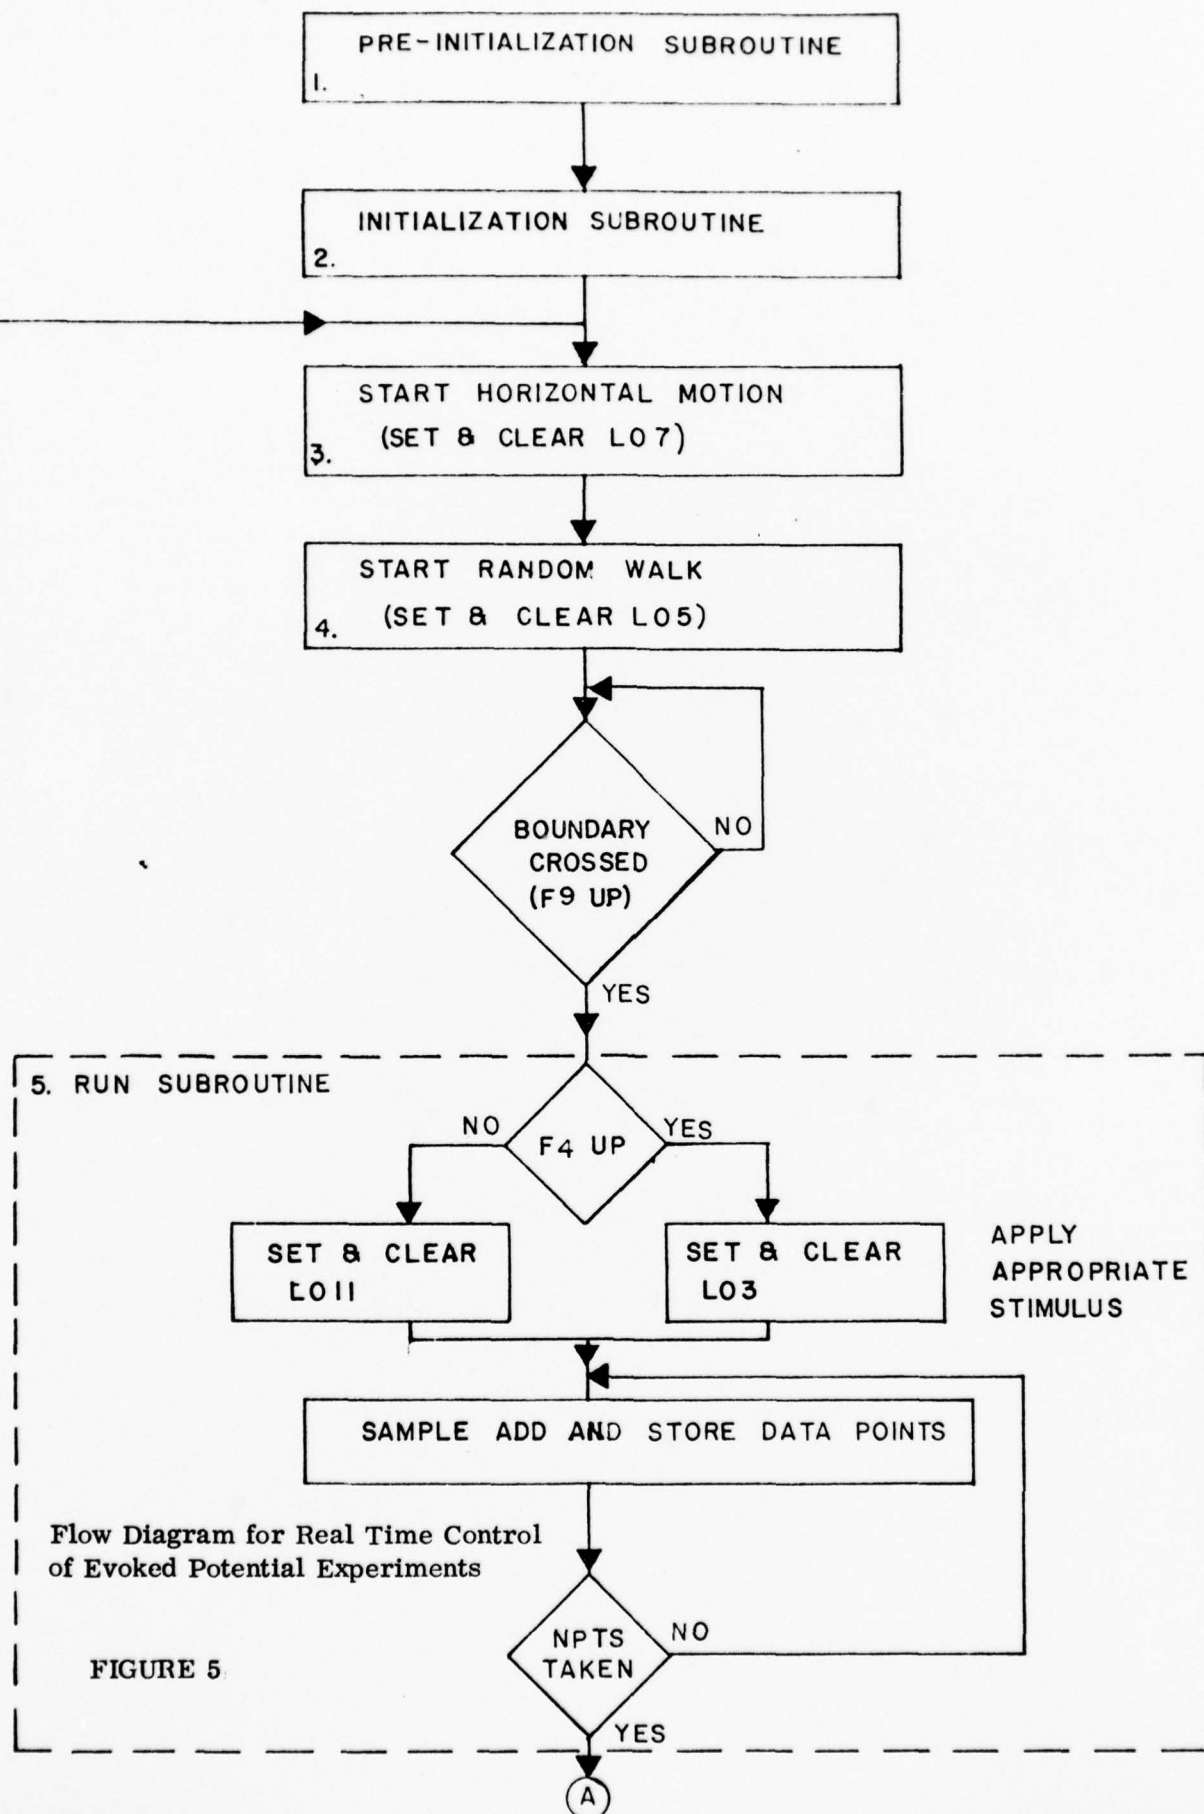 PRE-INITIALIZATION SUBROUTINE
1.
INITIALIZATION SUBROUTINE
2.
START HORIZONTAL MOTION
(SET & CLEAR LO7)
3.
START RANDOM WALK
(SET & CLEAR LO5)
4.
BOUNDARY
CROSSED
(F9 UP)
NO
YES
5. RUN SUBROUTINE
NO
F4 UP
YES
SET & CLEAR
LO11
SET & CLEAR
LO3
APPLY
APPROPRIATE
STIMULUS
SAMPLE ADD AND STORE DATA POINTS
Flow Diagram for Real Time Control
of Evoked Potential Experiments
NPTS
TAKEN
NO
FIGURE 5
YES
A